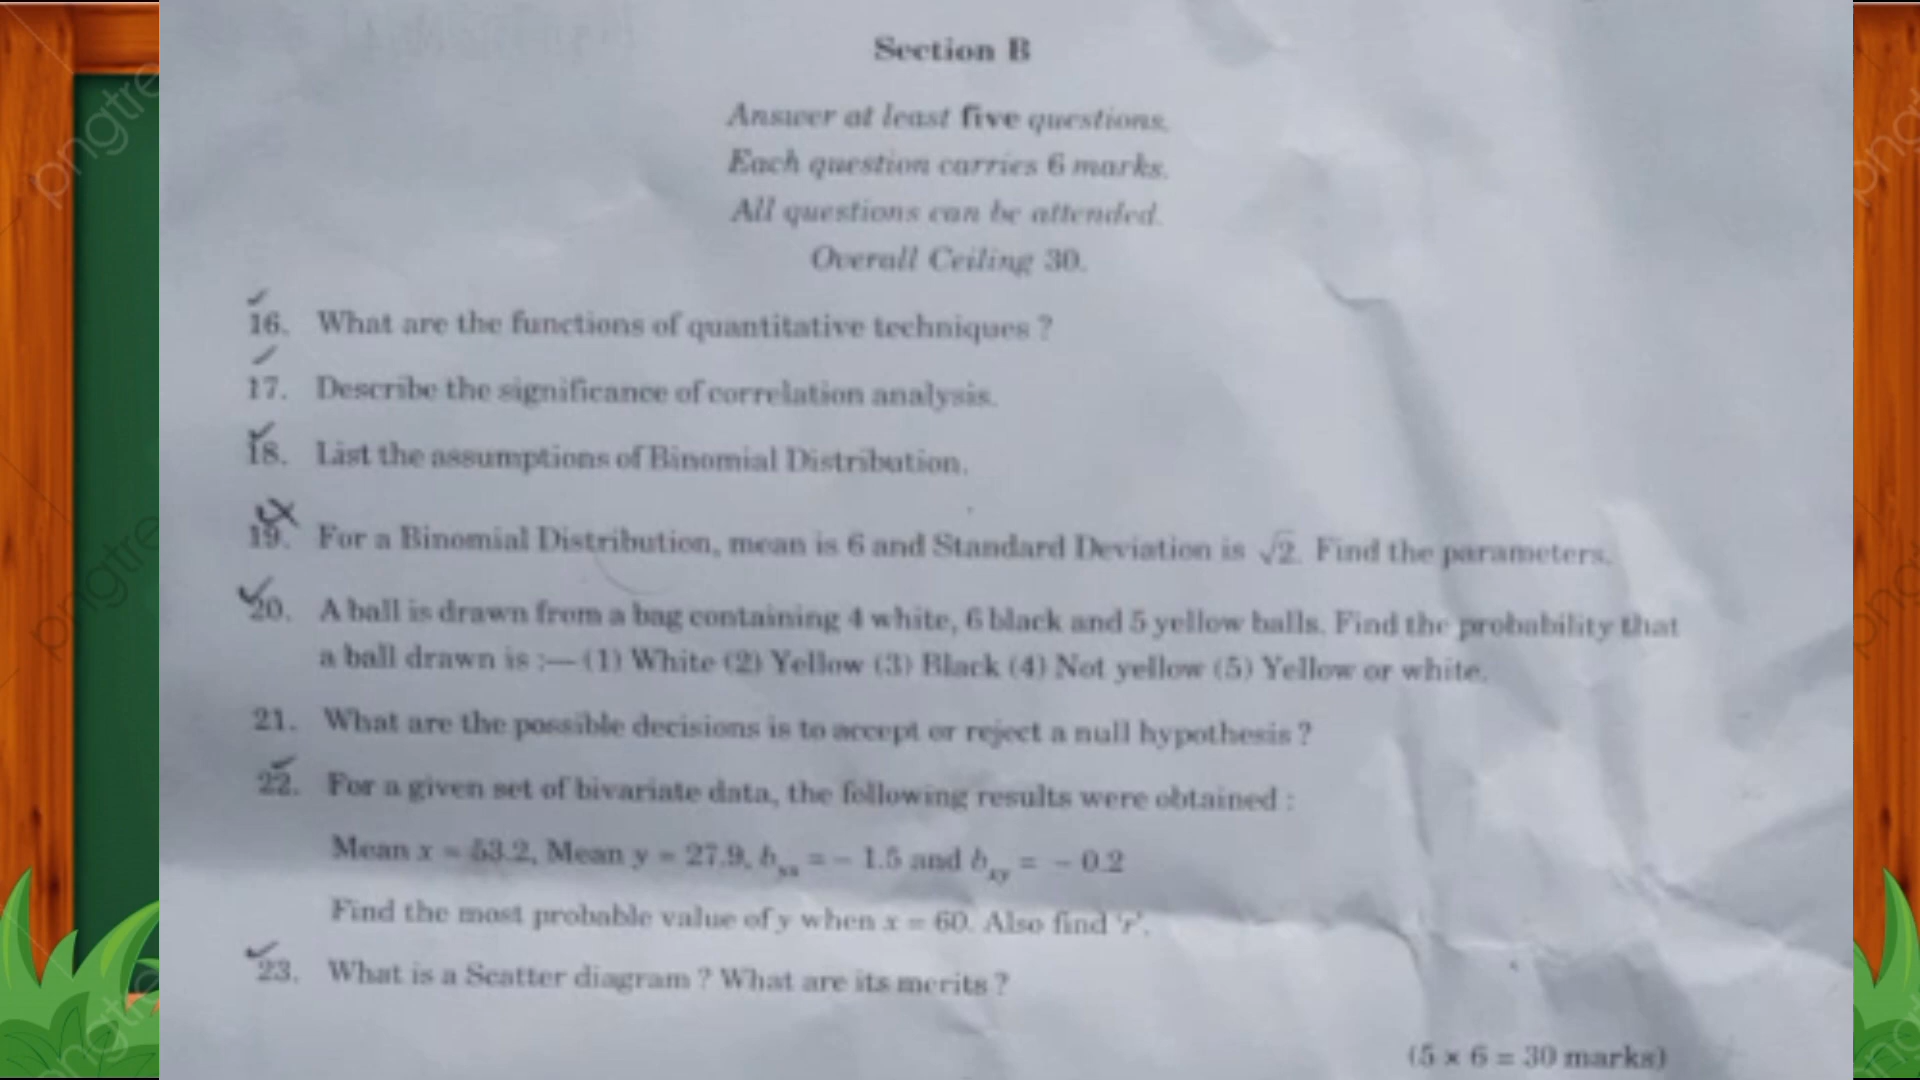 Section B
Answer at least five questions.
Each question carries 6 marks.
All questions can be attended.
Overall Ceiling 30.
16. What are the functions of quantitative techniques ?
17. Describe the significance of correlation analysis.
18. List the assumptions of Binomial Distribution.
19. For a Binomial Distribution, mean is 6 and Standard Deviation is √2. Find the parameters.
20. A ball is drawn from a bag containing 4 white, 6 black and 5 yellow balls. Find the probability that
a ball drawn is :— (1) White (2) Yellow (3) Black (4) Not yellow (5) Yellow or white.
21. What are the possible decisions is to accept or reject a null hypothesis ?
22. For a given set of bivariate data, the following results were obtained :
Mean x = 53.2, Mean y = 27.9, b_yx = – 1.5 and b_xy = – 0.2
Find the most probable value of y when x = 60. Also find 'r'.
23. What is a Scatter diagram ? What are its merits ?
(5 × 6 = 30 marks)
pngtree
pngtree
pngtree